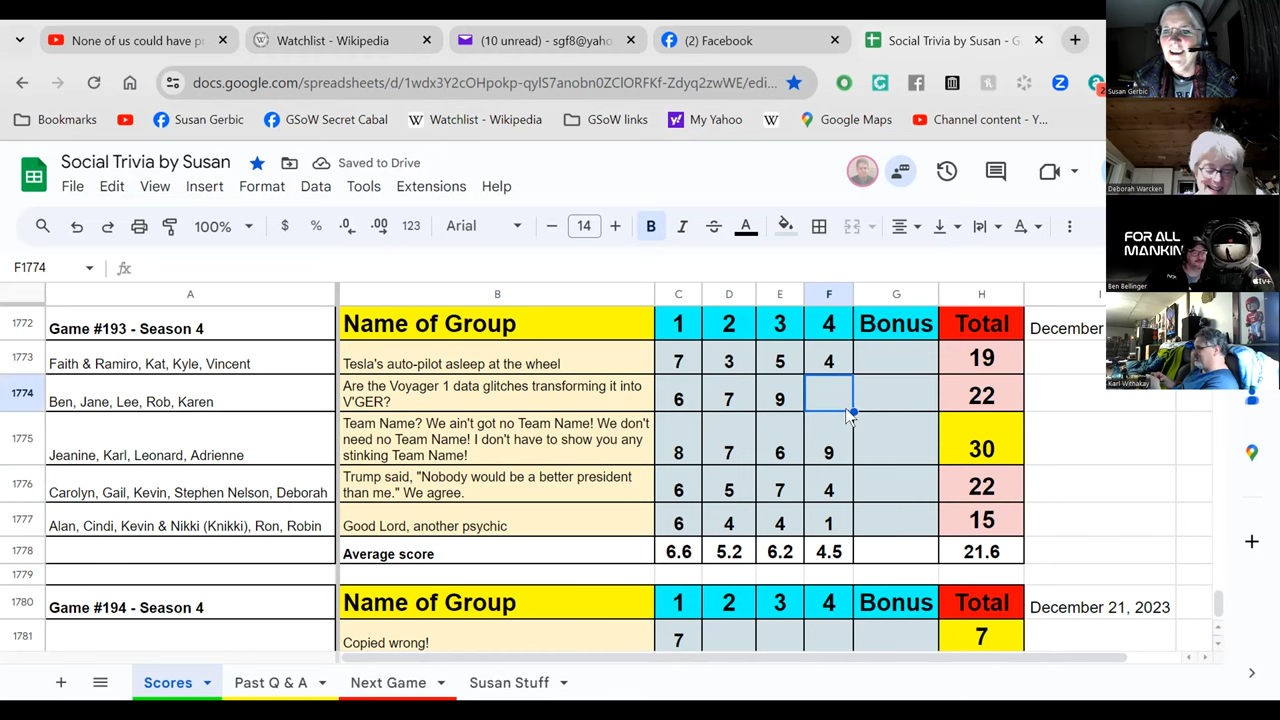 None of us could have pr
Watchlist - Wikipedia
(10 unread) - sgf8@yaho
(2) Facebook
Social Trivia by Susan - G
docs.google.com/spreadsheets/d/1wdx3Y2cOHpokp-qylS7anobn0ZClORFKf-Zdyq2zwWE/edi...
Bookmarks
Susan Gerbic
GSoW Secret Cabal
Watchlist - Wikipedia
GSoW links
My Yahoo
Google Maps
Channel content - Y...
Social Trivia by Susan
Saved to Drive
File Edit View Insert Format Data Tools Extensions Help
100% $ % .0 .00 123 Arial 14 B I A
F1774 fx
A B C D E F G H I
1772 Game #193 - Season 4 Name of Group 1 2 3 4 Bonus Total December
1773 Faith & Ramiro, Kat, Kyle, Vincent Tesla's auto-pilot asleep at the wheel 7 3 5 4 19
1774 Ben, Jane, Lee, Rob, Karen Are the Voyager 1 data glitches transforming it into
V'GER? 6 7 9 22
1775 Jeanine, Karl, Leonard, Adrienne Team Name? We ain't got no Team Name! We don't
need no Team Name! I don't have to show you any
stinking Team Name! 8 7 6 9 30
1776 Carolyn, Gail, Kevin, Stephen Nelson, Deborah Trump said, "Nobody would be a better president
than me." We agree. 6 5 7 4 22
1777 Alan, Cindi, Kevin & Nikki (Knikki), Ron, Robin Good Lord, another psychic 6 4 4 1 15
1778 Average score 6.6 5.2 6.2 4.5 21.6
1779
1780 Game #194 - Season 4 Name of Group 1 2 3 4 Bonus Total December 21, 2023
1781 Copied wrong! 7 7
Scores Past Q & A Next Game Susan Stuff
Susan Gerbic
Deborah Warcken
FOR ALL
MANKIN
Ben Bellinger
tv+
Karl Withakay